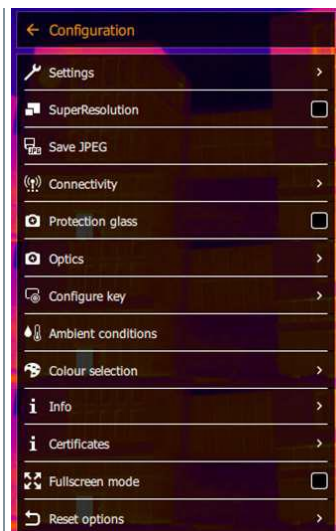 Configuration
Settings
SuperResolution
JPG
Save JPEG
Connectivity
Protection glass
Optics
Configure key
Ambient conditions
Colour selection
Info
Certificates
Fullscreen mode
Reset options